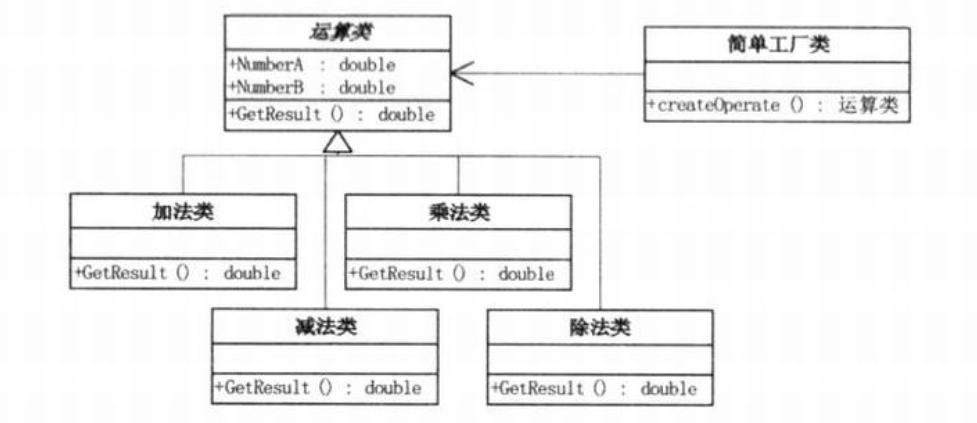 运算类
+NumberA : double
+NumberB : double
+GetResult () : double
简单工厂类
+createOperate () : 运算类
加法类
+GetResult () : double
乘法类
+GetResult () : double
减法类
+GetResult () : double
除法类
+GetResult () : double